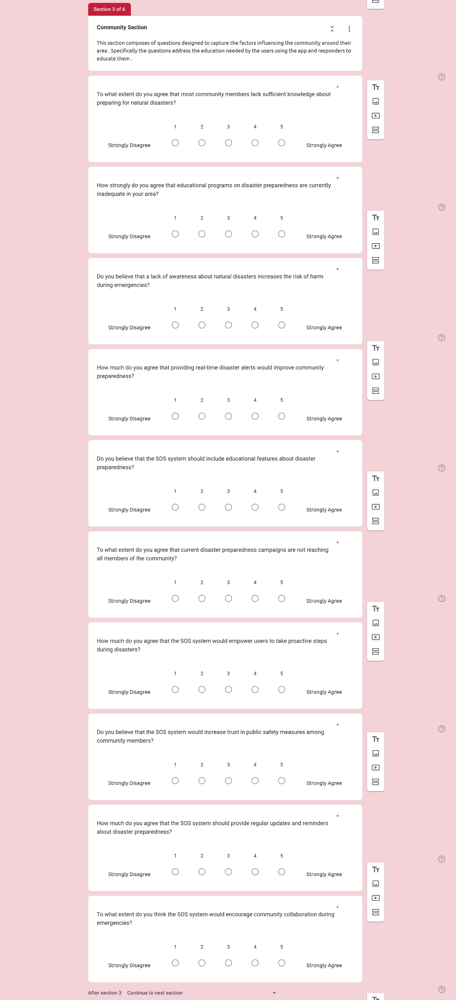 Section 3 of 6
Community Section
This section composes of questions designed to capture the factors influencing the community around their
area . Specifically the questions address the education needed by the users using the app and responders to
educate them .
*
To what extent do you agree that most community members lack sufficient knowledge about
preparing for natural disasters?
1 2 3 4 5
Strongly Disagree Strongly Agree
*
How strongly do you agree that educational programs on disaster preparedness are currently
inadequate in your area?
1 2 3 4 5
Strongly Disagree Strongly Agree
*
Do you believe that a lack of awareness about natural disasters increases the risk of harm
during emergencies?
1 2 3 4 5
Strongly Disagree Strongly Agree
*
How much do you agree that providing real-time disaster alerts would improve community
preparedness?
1 2 3 4 5
Strongly Disagree Strongly Agree
*
Do you believe that the SOS system should include educational features about disaster
preparedness?
1 2 3 4 5
Strongly Disagree Strongly Agree
*
To what extent do you agree that current disaster preparedness campaigns are not reaching
all members of the community?
1 2 3 4 5
Strongly Disagree Strongly Agree
*
How much do you agree that the SOS system would empower users to take proactive steps
during disasters?
1 2 3 4 5
Strongly Disagree Strongly Agree
*
Do you believe that the SOS system would increase trust in public safety measures among
community members?
1 2 3 4 5
Strongly Disagree Strongly Agree
*
How much do you agree that the SOS system should provide regular updates and reminders
about disaster preparedness?
1 2 3 4 5
Strongly Disagree Strongly Agree
*
To what extent do you think the SOS system would encourage community collaboration during
emergencies?
1 2 3 4 5
Strongly Disagree Strongly Agree
After section 3 Continue to next section